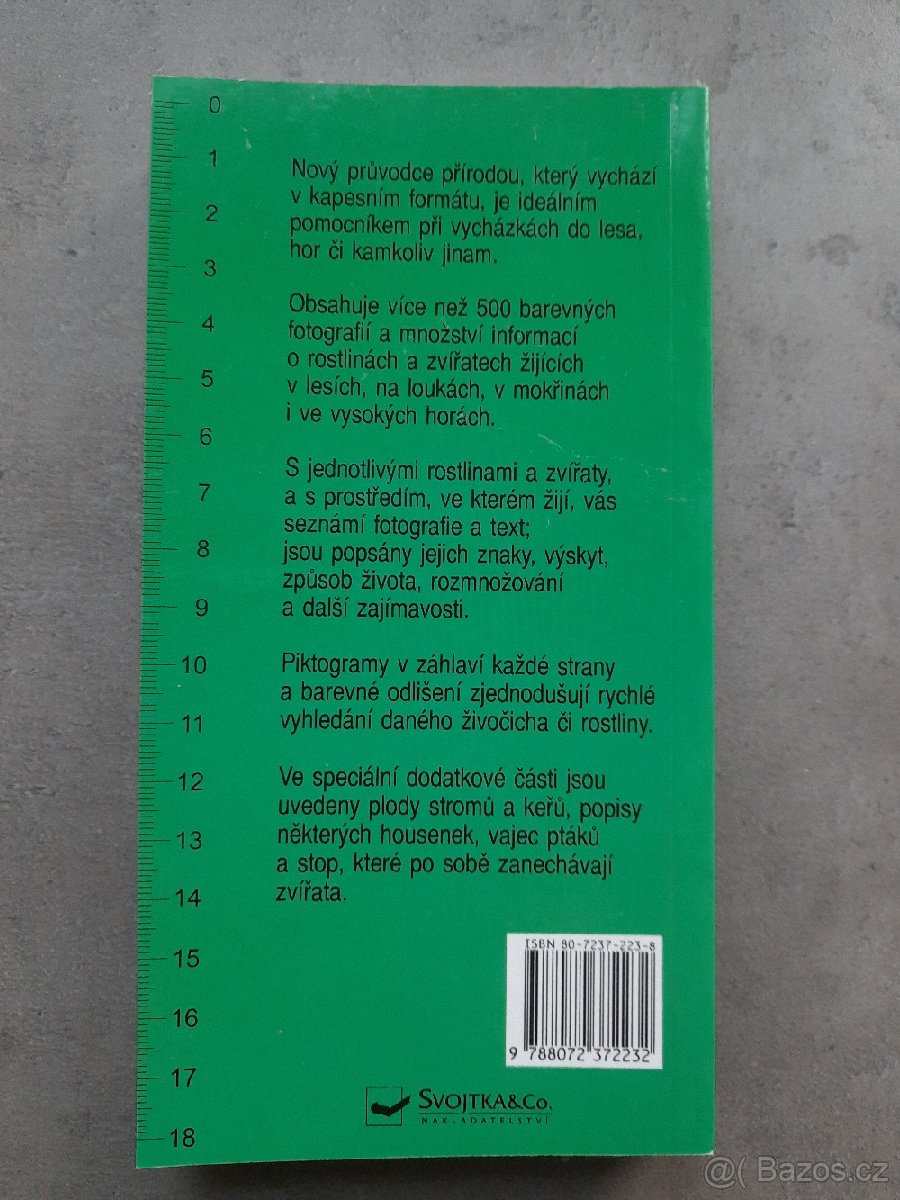 0
1
2
3
4
5
6
7
8
9
10
11
12
13
14
15
16
17
18
Nový průvodce přírodou, který vychází
v kapesním formátu, je ideálním
pomocníkem při vycházkách do lesa,
hor či kamkoliv jinam.
Obsahuje více než 500 barevných
fotografií a množství informací
o rostlinách a zvířatech žijících
v lesích, na loukách, v mokřinách
i ve vysokých horách.
S jednotlivými rostlinami a zvířaty,
a s prostředím, ve kterém žijí, vás
seznámí fotografie a text;
jsou popsány jejich znaky, výskyt,
způsob života, rozmnožování
a další zajímavosti.
Piktogramy v záhlaví každé strany
a barevné odlišení zjednodušují rychlé
vyhledání daného živočicha či rostliny.
Ve speciální dodatkové části jsou
uvedeny plody stromů a keřů, popisy
některých housenek, vajec ptáků
a stop, které po sobě zanechávají
zvířata.
ISBN 80-7237-223-8
9 788072 372232
SVOJTKA&CO.
NAKLADATELSTVÍ
@( Bazos.cz